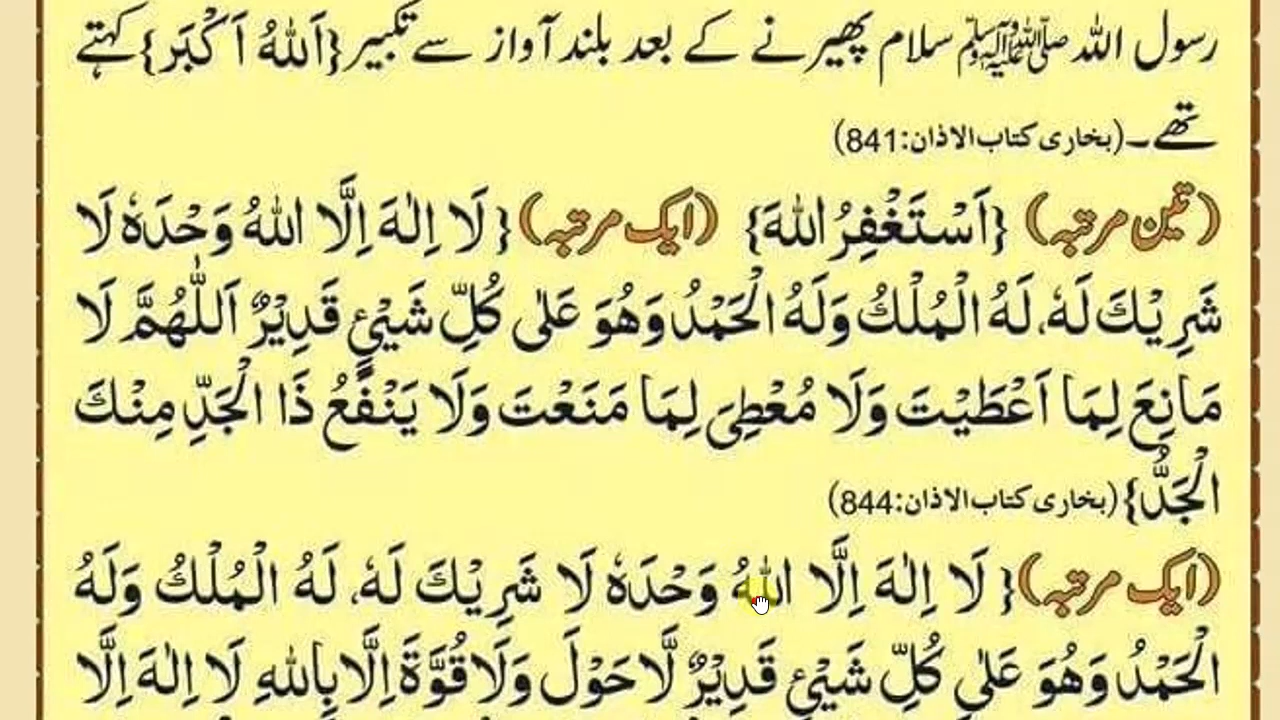 رسول الله ﷺ سلام پھیرنے کے بعد بلند آواز سے تکبیر {اَللهُ اَكْبَر} کہتے
تھے۔ (بخاری کتاب الاذان:841)
(تین مرتبہ) {اَسْتَغْفِرُ اللهَ} (ایک مرتبہ) {لَا اِلٰهَ اِلَّا اللهُ وَحْدَهٗ لَا
شَرِيْكَ لَهٗ، لَهُ الْمُلْكُ وَلَهُ الْحَمْدُ وَهُوَ عَلٰى كُلِّ شَيْئٍ قَدِيْرٌ اَللّٰهُمَّ لَا
مَانِعَ لِمَا اَعْطَيْتَ وَلَا مُعْطِىَ لِمَا مَنَعْتَ وَلَا يَنْفَعُ ذَا الْجَدِّ مِنْكَ
الْجَدُّ} (بخاری کتاب الاذان:844)
(ایک مرتبہ) {لَا اِلٰهَ اِلَّا اللهُ وَحْدَهٗ لَا شَرِيْكَ لَهٗ، لَهُ الْمُلْكُ وَلَهُ
الْحَمْدُ وَهُوَ عَلٰى كُلِّ شَيْئٍ قَدِيْرٌ لَّا حَوْلَ وَلَا قُوَّةَ اِلَّا بِاللهِ لَا اِلٰهَ اِلَّا